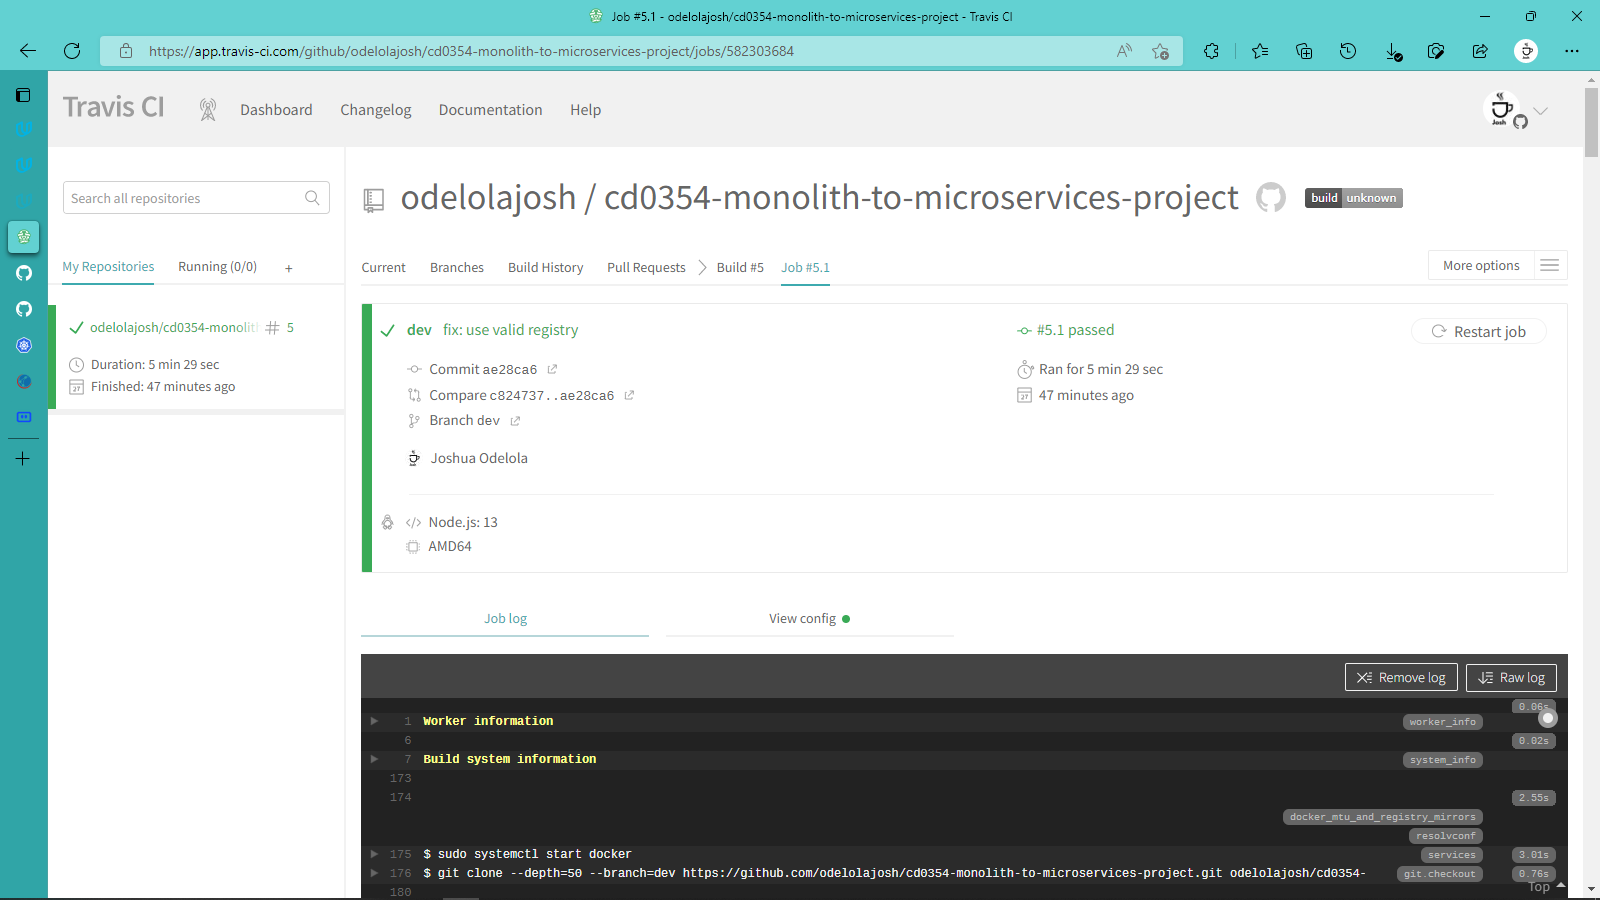 Job #5.1 - odelolajosh/cd0354-monolith-to-microservices-project - Travis CI
https://app.travis-ci.com/github/odelolajosh/cd0354-monolith-to-microservices-project/jobs/582303684
Travis CI
Dashboard
Changelog
Documentation
Help
Josh
Search all repositories
My Repositories
Running (0/0)
+
odelolajosh/cd0354-monolit
# 5
Duration: 5 min 29 sec
Finished: 47 minutes ago
odelolajosh / cd0354-monolith-to-microservices-project
build unknown
Current
Branches
Build History
Pull Requests
Build #5
Job #5.1
More options
dev fix: use valid registry
#5.1 passed
Restart job
Commit ae28ca6
Ran for 5 min 29 sec
Compare c824737..ae28ca6
47 minutes ago
Branch dev
Joshua Odelola
Node.js: 13
AMD64
Job log
View config
Remove log
Raw log
0.06s
1 Worker information worker_info
6 0.02s
7 Build system information system_info
173
174 2.55s
docker_mtu_and_registry_mirrors
resolvconf
175 $ sudo systemctl start docker services 3.01s
176 $ git clone --depth=50 --branch=dev https://github.com/odelolajosh/cd0354-monolith-to-microservices-project.git odelolajosh/cd0354- git.checkout 0.76s
180
Top